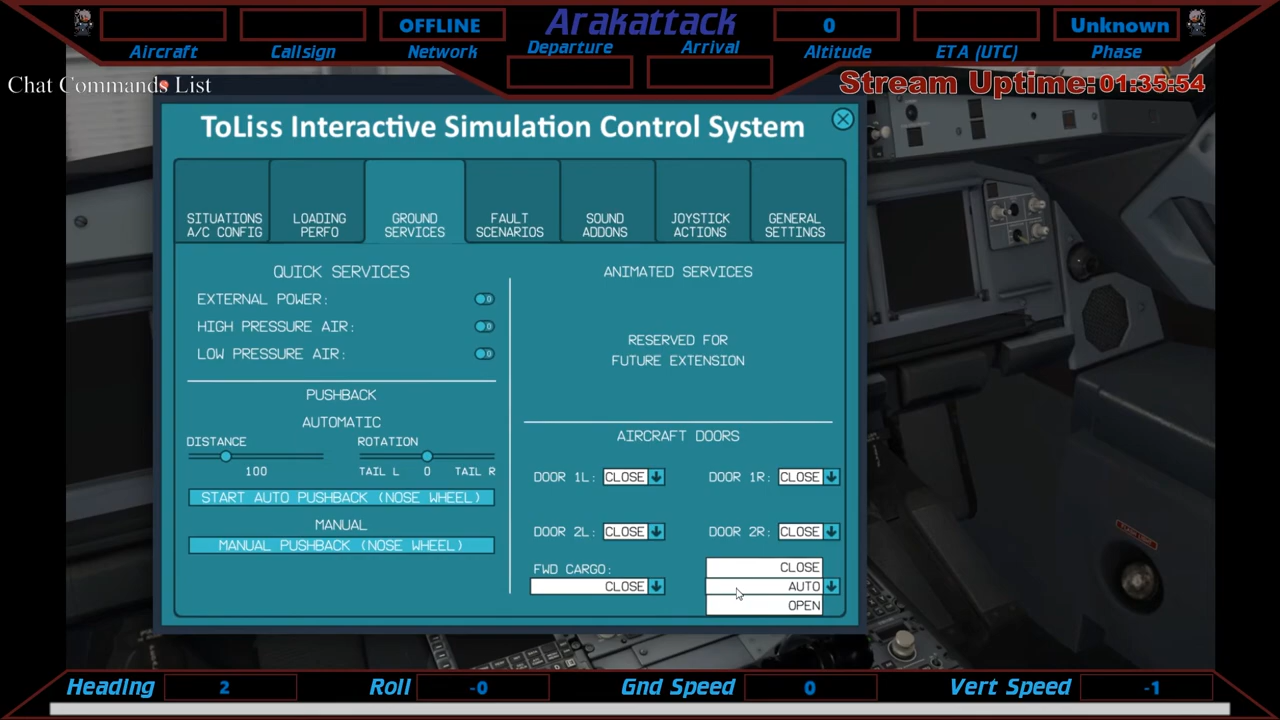 OFFLINE
Arakattack
0
Unknown
Aircraft
Callsign
Network
Departure
Arrival
Altitude
ETA (UTC)
Phase
Chat Commands List
Stream Uptime: 01:35:54
ToLiss Interactive Simulation Control System
SITUATIONS
A/C CONFIG
LOADING
PERFO
GROUND
SERVICES
FAULT
SCENARIOS
SOUND
ADDONS
JOYSTICK
ACTIONS
GENERAL
SETTINGS
QUICK SERVICES
EXTERNAL POWER:
HIGH PRESSURE AIR:
LOW PRESSURE AIR:
PUSHBACK
AUTOMATIC
DISTANCE
ROTATION
100
TAIL L 0 TAIL R
START AUTO PUSHBACK (NOSE WHEEL)
MANUAL
MANUAL PUSHBACK (NOSE WHEEL)
ANIMATED SERVICES
RESERVED FOR
FUTURE EXTENSION
AIRCRAFT DOORS
DOOR 1L: CLOSE
DOOR 1R: CLOSE
DOOR 2L: CLOSE
DOOR 2R: CLOSE
FWD CARGO:
CLOSE
CLOSE
AUTO
OPEN
Heading 2
Roll -0
Gnd Speed 0
Vert Speed -1